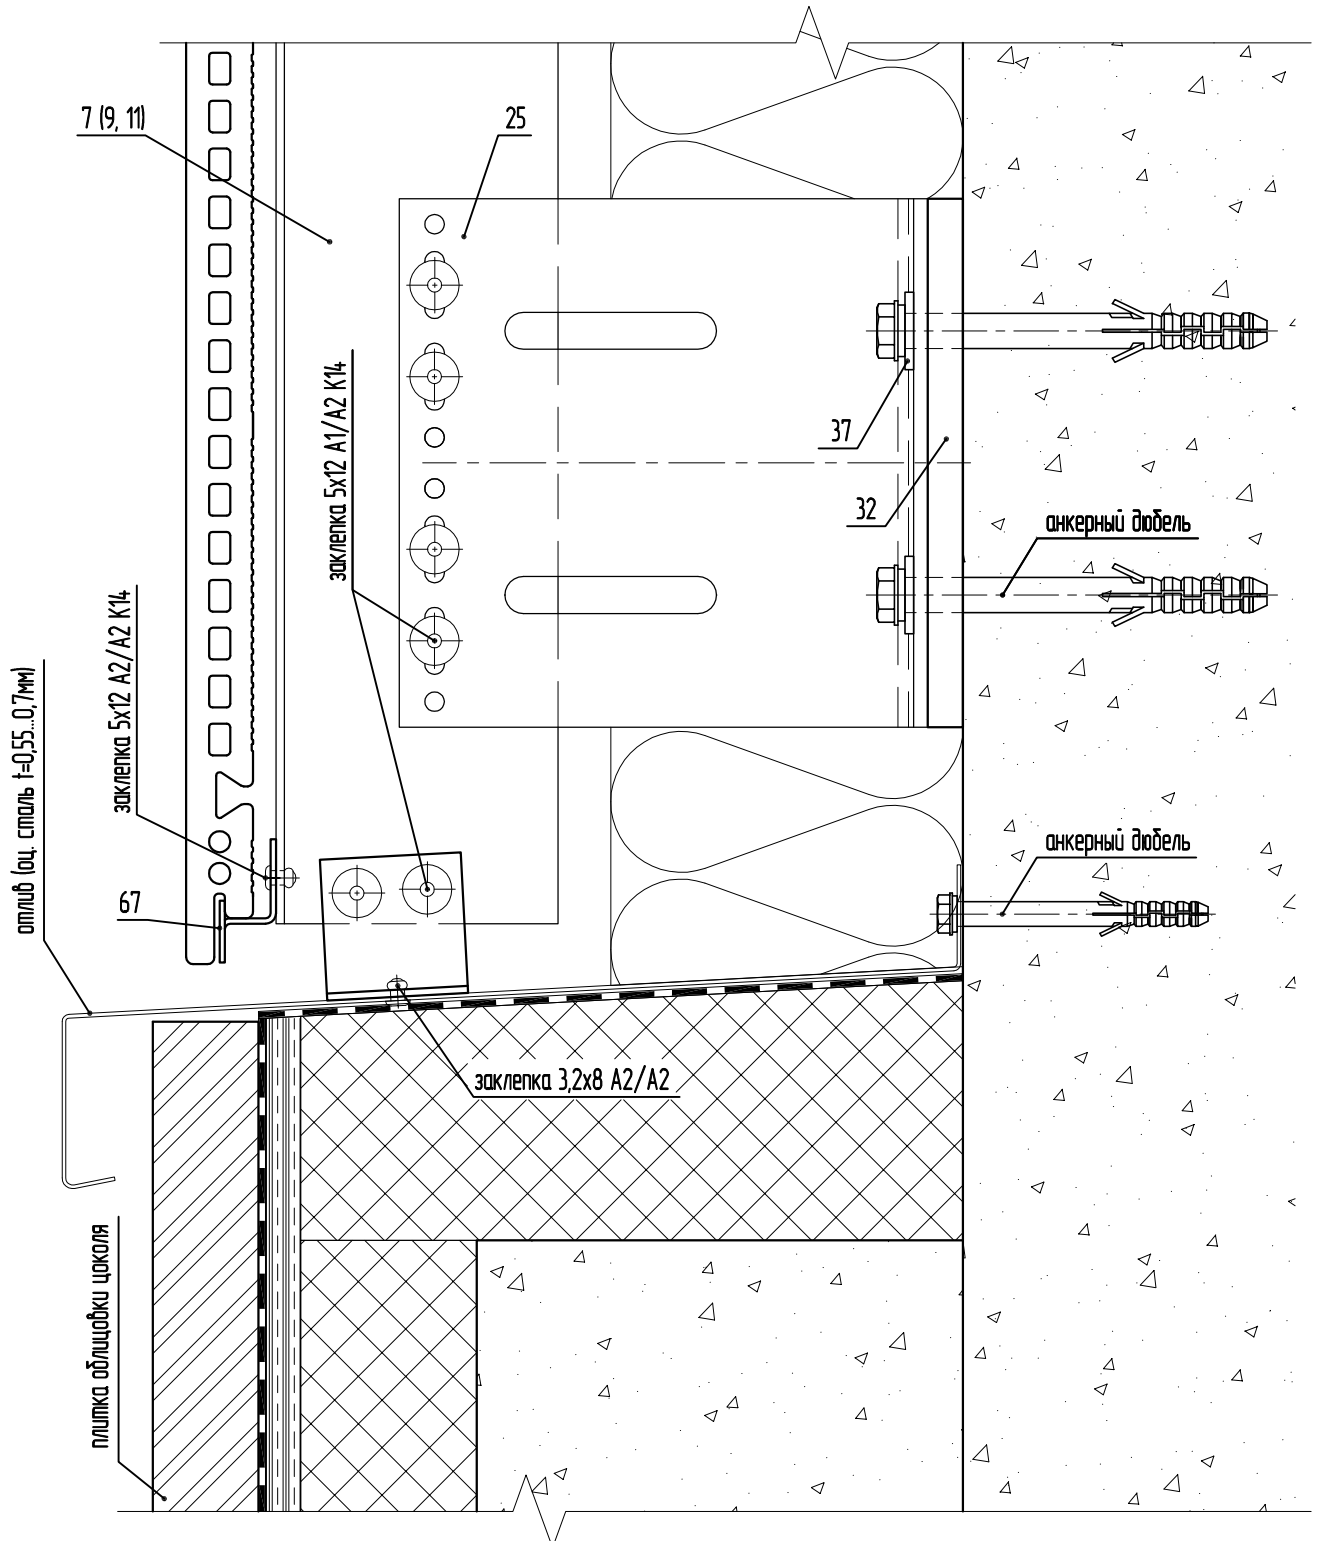 7 (9, 11)
25
заклепка 5х12 А1/А2 К14
37
32
анкерный дюбель
заклепка 5х12 А2/А2 К14
отлив (оц. сталь t=0,55...0,7мм)
анкерный дюбель
67
заклепка 3,2х8 А2/А2
плитка облицовки цоколя